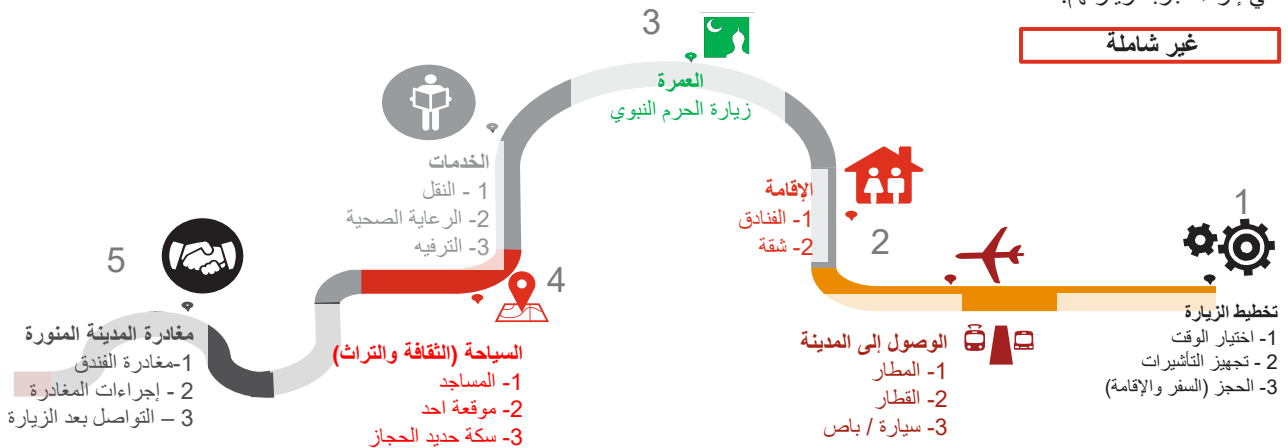 في زيارتهم.
غير شاملة
1
تخطيط الزيارة
1- اختيار الوقت
2 - تجهيز التأشيرات
3- الحجز (السفر والإقامة)
2
الوصول إلى المدينة
1- المطار
2- القطار
3- سيارة / باص
الإقامة
1- الفنادق
2- شقة
3
العمرة
زيارة الحرم النبوي
الخدمات
1 - النقل
2- الرعاية الصحية
3- الترفيه
4
السياحة (الثقافة والتراث)
1- المساجد
2- موقعة احد
3- سكة حديد الحجاز
5
مغادرة المدينة المنورة
1-مغادرة الفندق
2 - إجراءات المغادرة
3 – التواصل بعد الزيارة